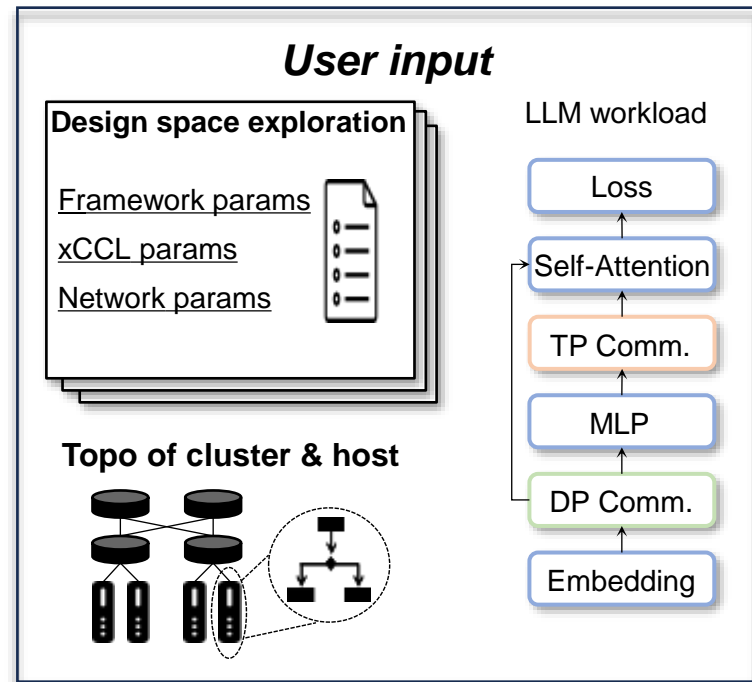 User input
Design space exploration
Framework params
xCCL params
Network params
Topo of cluster & host
LLM workload
Loss
Self-Attention
TP Comm.
MLP
DP Comm.
Embedding